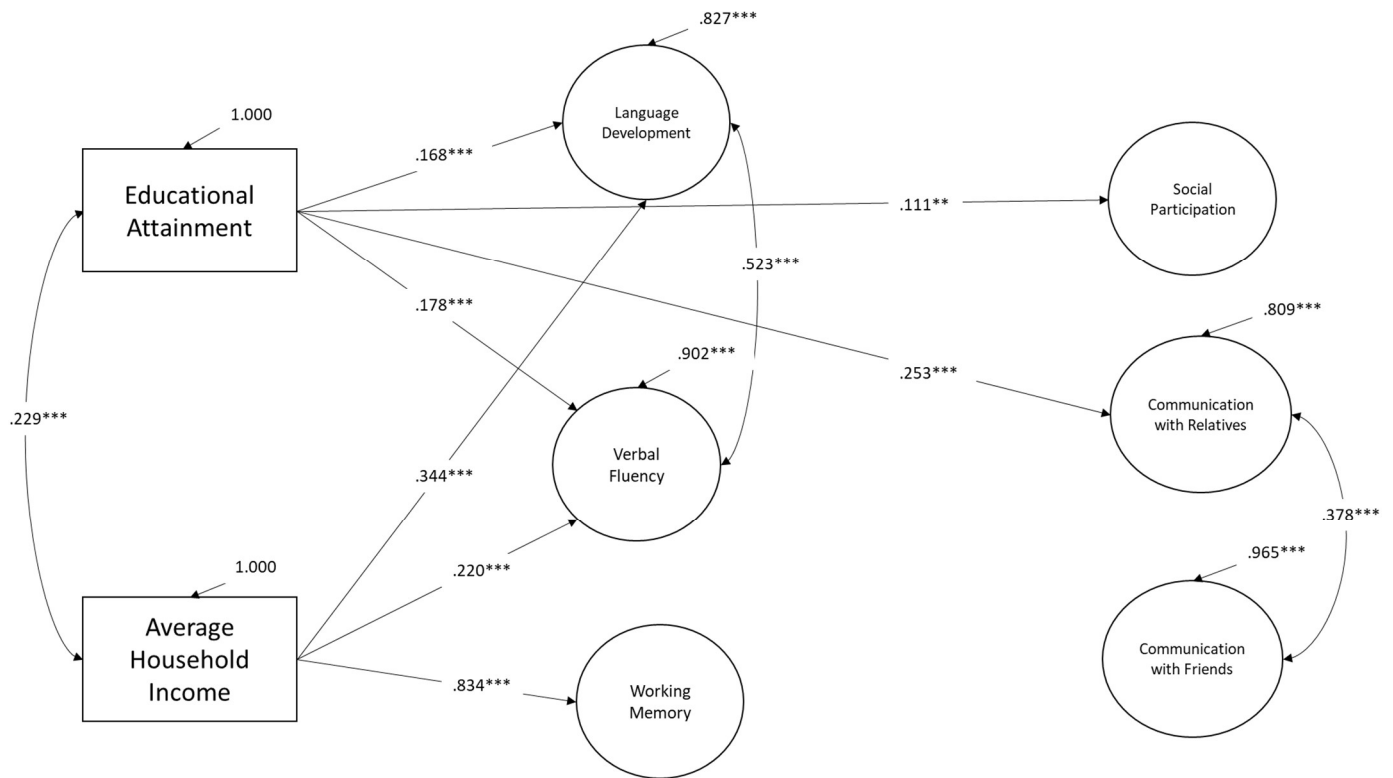 .827***
Language
Development
1.000
.168***
Educational
Attainment
Social
Participation
.111**
.523***
.178***
.809***
.902***
.253***
Communication
with Relatives
.229***
Verbal
Fluency
.344***
.378***
.220***
.965***
1.000
Average
Household
Income
Communication
with Friends
.834***
Working
Memory